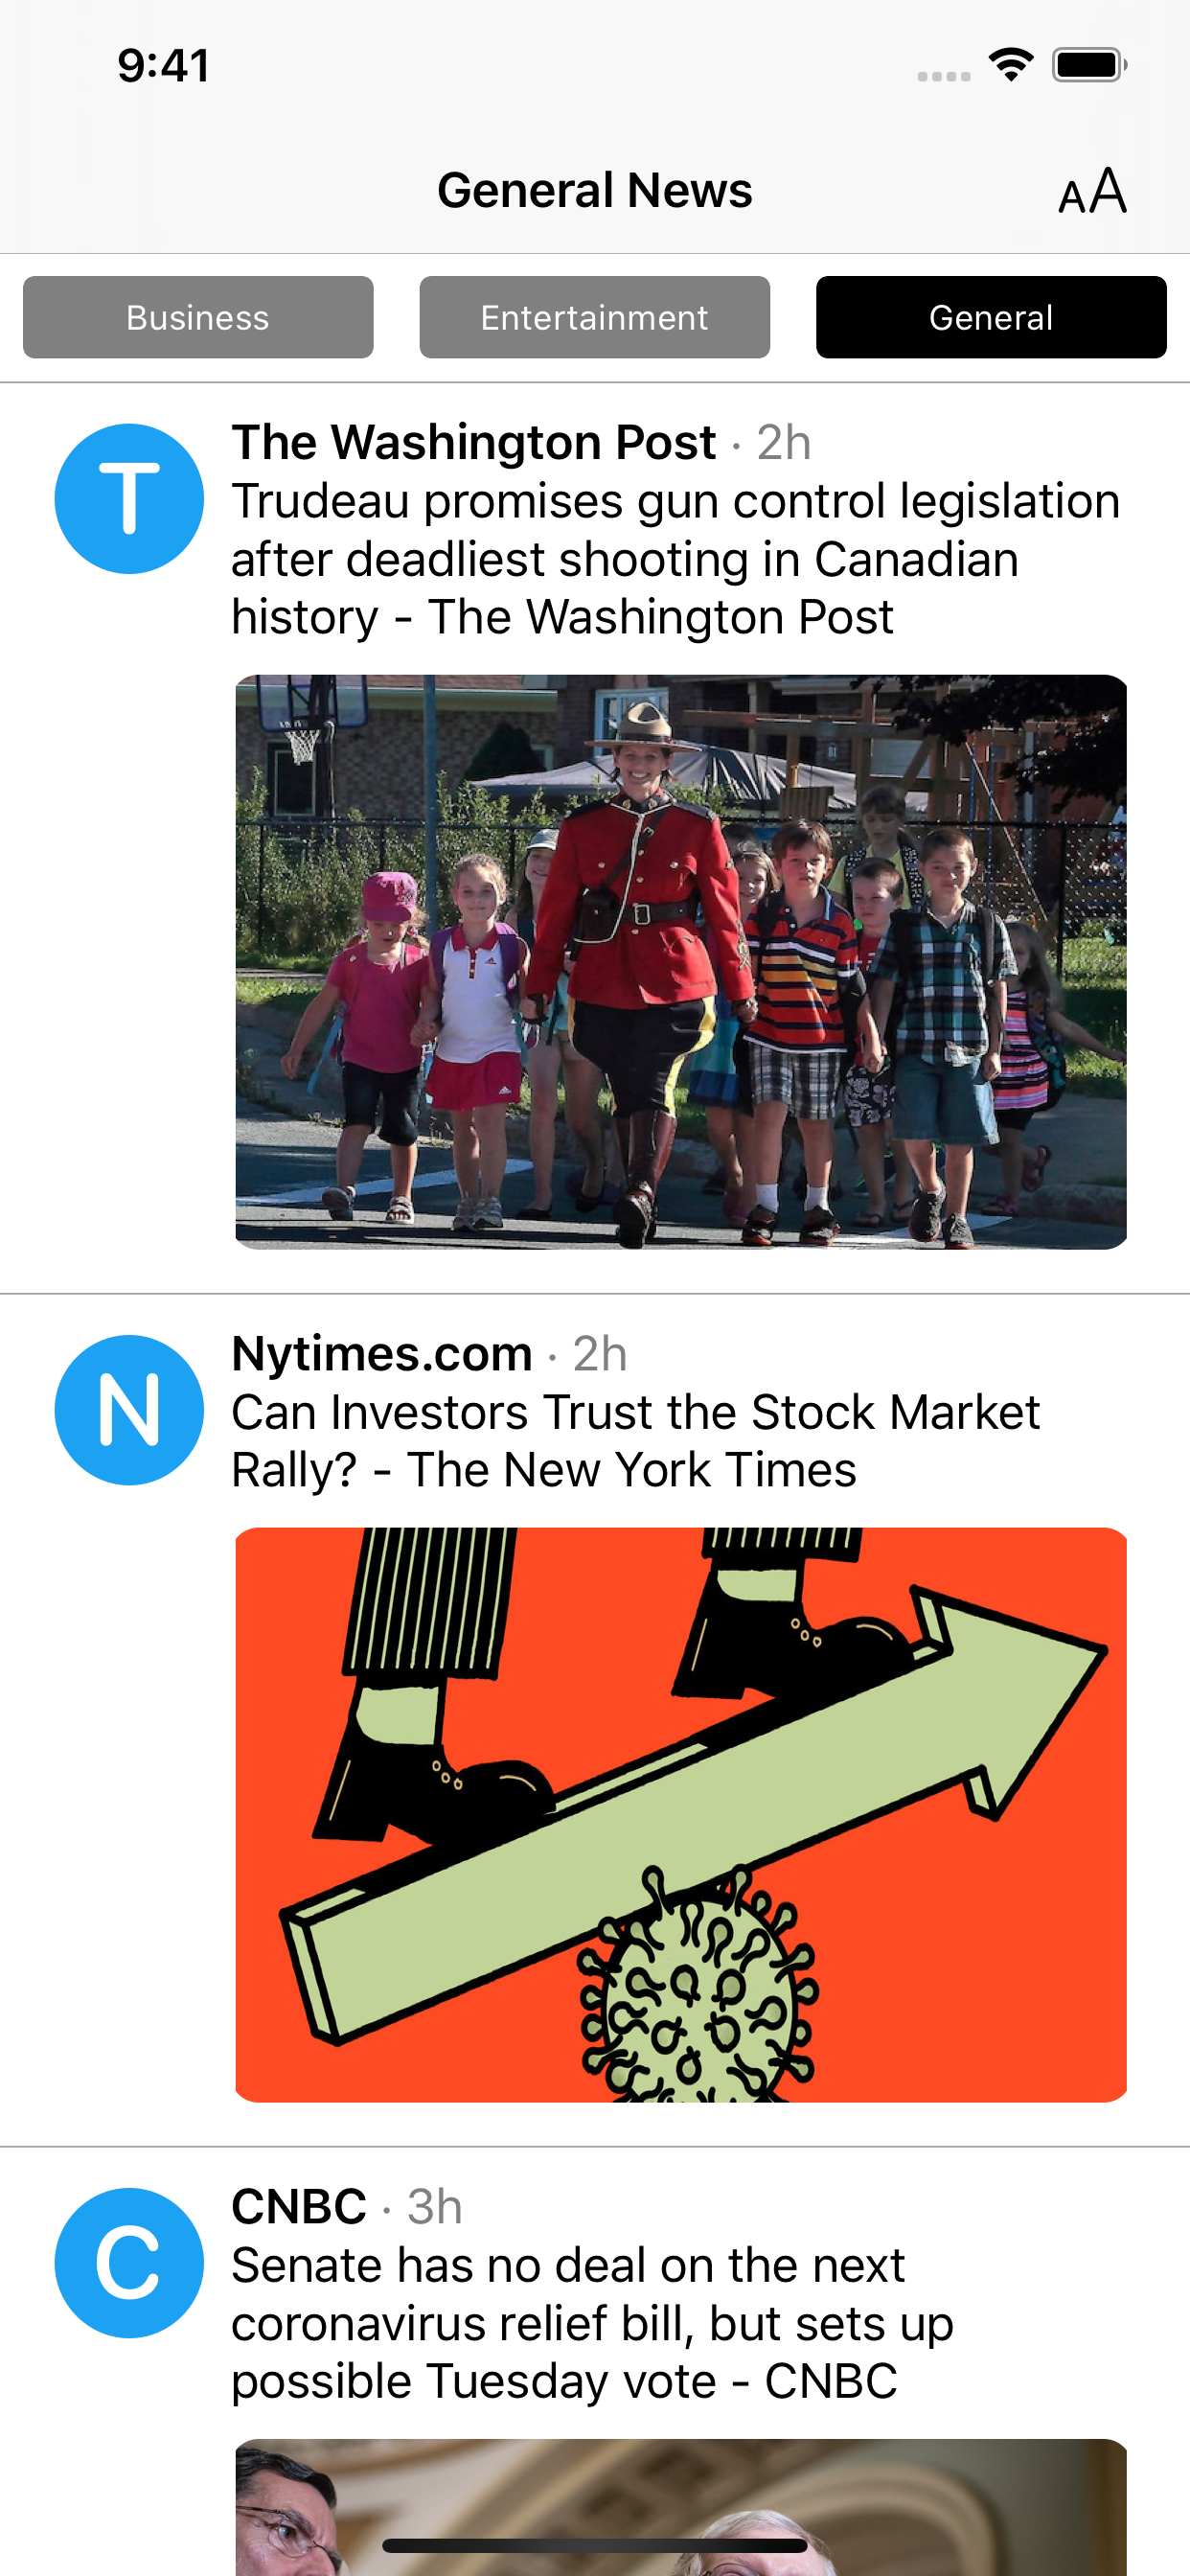 9:41
General News
AA
Business
Entertainment
General
T
The Washington Post · 2h
Trudeau promises gun control legislation
after deadliest shooting in Canadian
history - The Washington Post
N
Nytimes.com · 2h
Can Investors Trust the Stock Market
Rally? - The New York Times
C
CNBC · 3h
Senate has no deal on the next
coronavirus relief bill, but sets up
possible Tuesday vote - CNBC